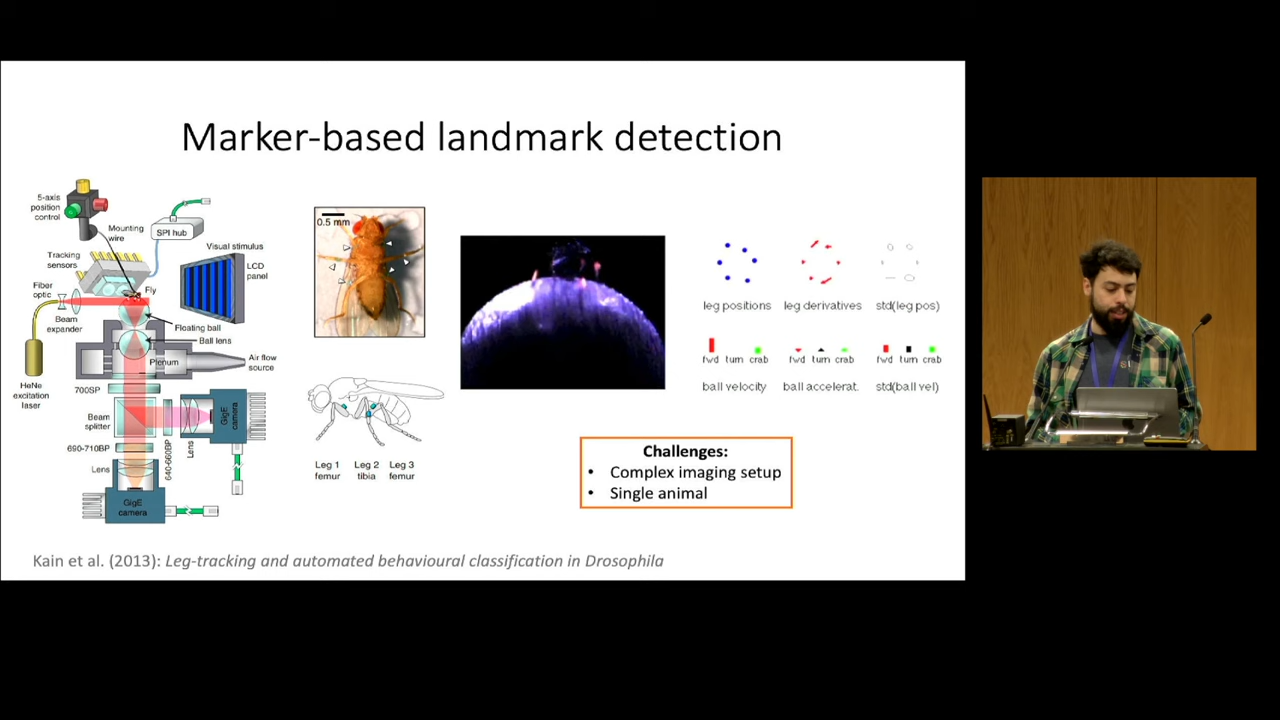 Marker-based landmark detection
5-axis
position
control
Mounting
wire
SPI hub
Tracking
sensors
Visual stimulus
LCD
panel
Fiber
optic
Fly
Beam
expander
Floating ball
Ball lens
Plenum
Air flow
source
HeNe
excitation
laser
700SP
Beam
splitter
GigE
camera
690-710BP
640-660BP
Lens
Lens
GigE
camera
0.5 mm
Leg 1 Leg 2 Leg 3
femur tibia femur
leg positions leg derivatives std(leg pos)
fwd turn crab fwd turn crab fwd turn crab
ball velocity ball accelerat. std(ball vel)
Challenges:
• Complex imaging setup
• Single animal
Kain et al. (2013): Leg-tracking and automated behavioural classification in Drosophila